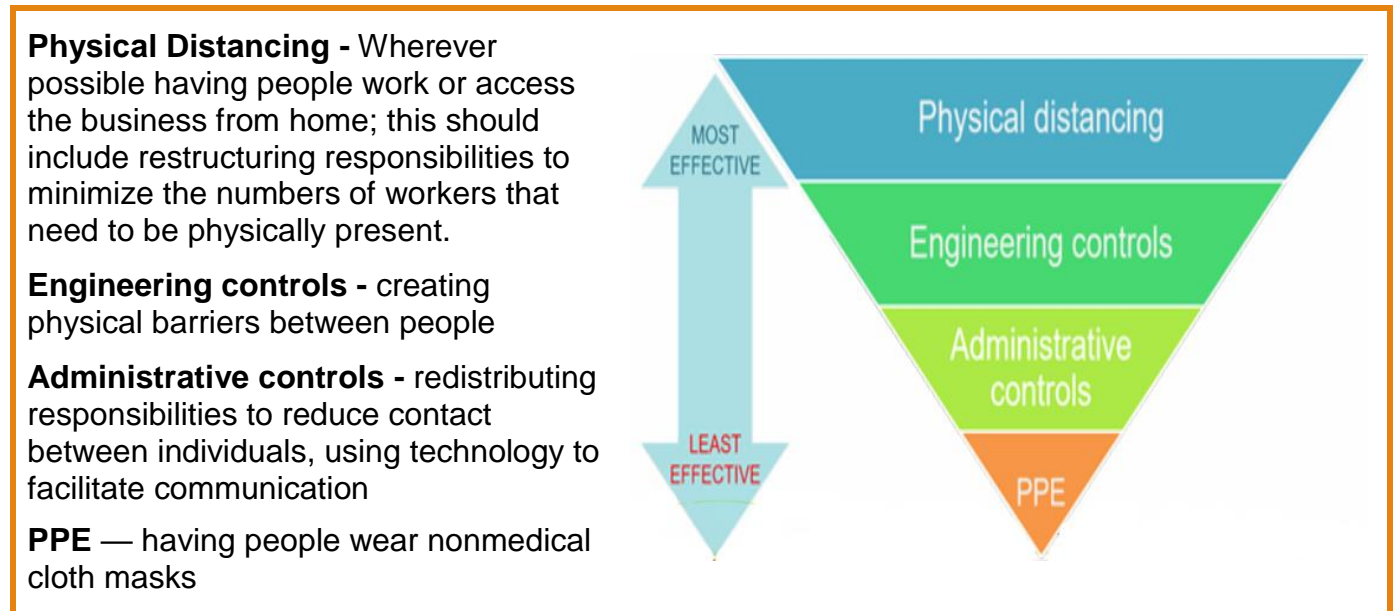 Physical Distancing - Wherever
possible having people work or access
the business from home; this should
include restructuring responsibilities to
minimize the numbers of workers that
need to be physically present.
Engineering controls - creating
physical barriers between people
Administrative controls - redistributing
responsibilities to reduce contact
between individuals, using technology to
facilitate communication
PPE — having people wear nonmedical
cloth masks
MOST
EFFECTIVE
LEAST
EFFECTIVE
Physical distancing
Engineering controls
Administrative
controls
PPE